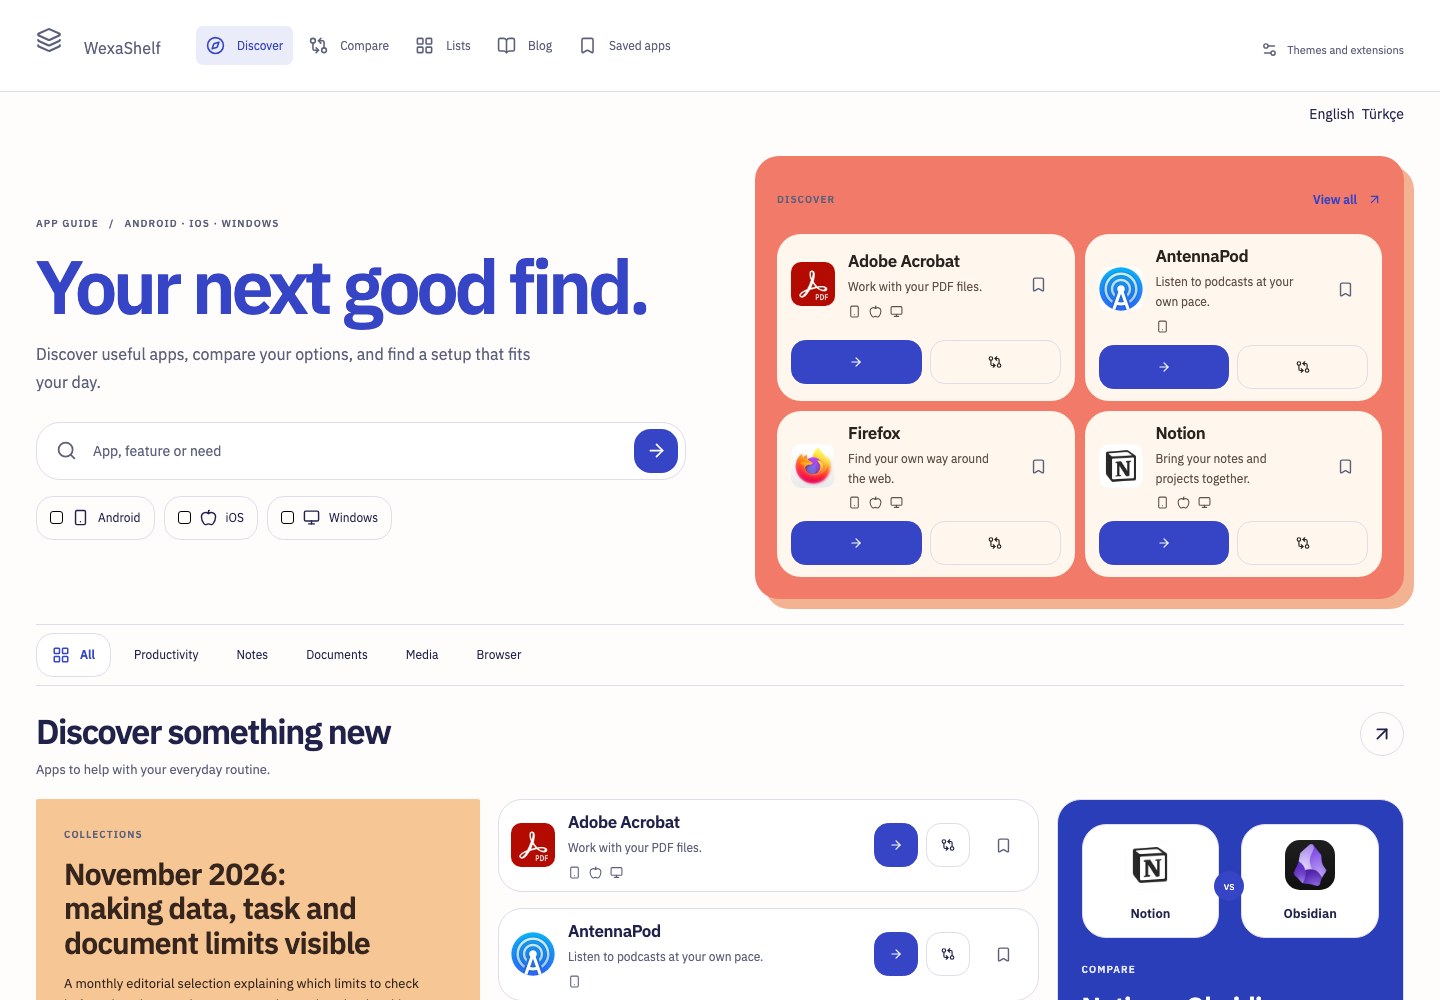 WexaShelf
Discover
Compare
Lists
Blog
Saved apps
Themes and extensions
English Türkçe
APP GUIDE / ANDROID · IOS · WINDOWS
Your next good find.
Discover useful apps, compare your options, and find a setup that fits
your day.
App, feature or need
Android
iOS
Windows
DISCOVER
View all
Adobe Acrobat
Work with your PDF files.
AntennaPod
Listen to podcasts at your
own pace.
Firefox
Find your own way around
the web.
Notion
Bring your notes and
projects together.
All
Productivity
Notes
Documents
Media
Browser
Discover something new
Apps to help with your everyday routine.
COLLECTIONS
November 2026:
making data, task and
document limits visible
A monthly editorial selection explaining which limits to check
PDF
Adobe Acrobat
Work with your PDF files.
AntennaPod
Listen to podcasts at your own pace.
Notion
VS
Obsidian
COMPARE